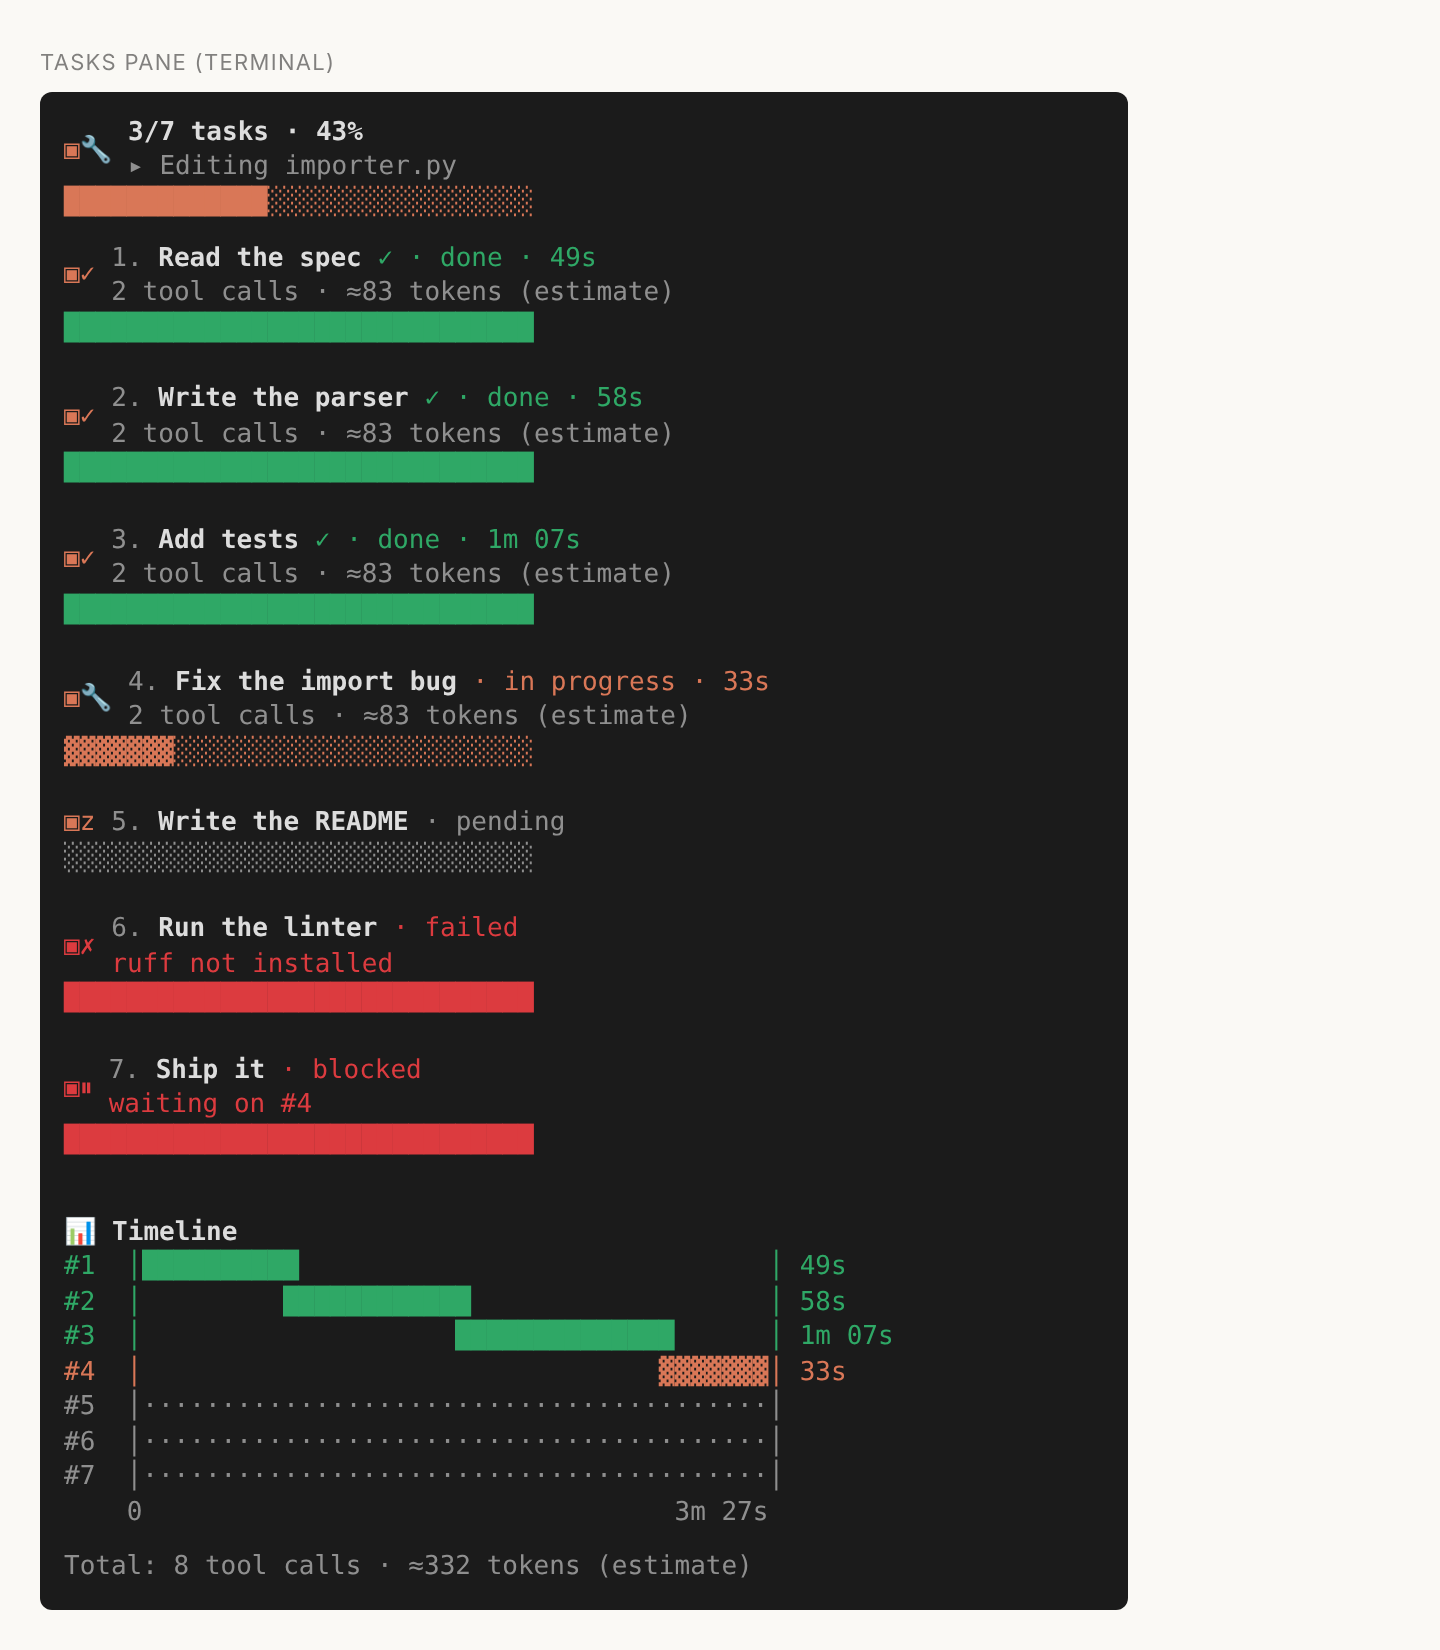 TASKS PANE (TERMINAL)
3/7 tasks · 43%
▸ Editing importer.py
1. Read the spec ✓ · done · 49s
2 tool calls · ≈83 tokens (estimate)
2. Write the parser ✓ · done · 58s
2 tool calls · ≈83 tokens (estimate)
3. Add tests ✓ · done · 1m 07s
2 tool calls · ≈83 tokens (estimate)
4. Fix the import bug · in progress · 33s
2 tool calls · ≈83 tokens (estimate)
z 5. Write the README · pending
6. Run the linter · failed
ruff not installed
7. Ship it · blocked
waiting on #4
Timeline
#1 49s
#2 58s
#3 1m 07s
#4 33s
#5
#6
#7
0 3m 27s
Total: 8 tool calls · ≈332 tokens (estimate)